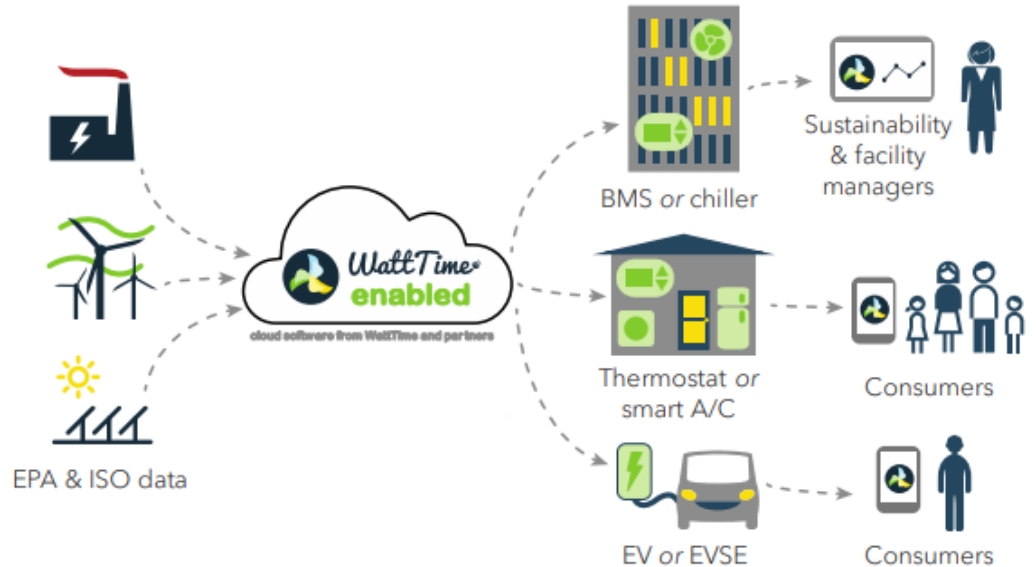 EPA & ISO data
WattTime®
enabled
cloud software from WattTime and partners
BMS or chiller
Sustainability
& facility
managers
Thermostat or
smart A/C
Consumers
EV or EVSE
Consumers